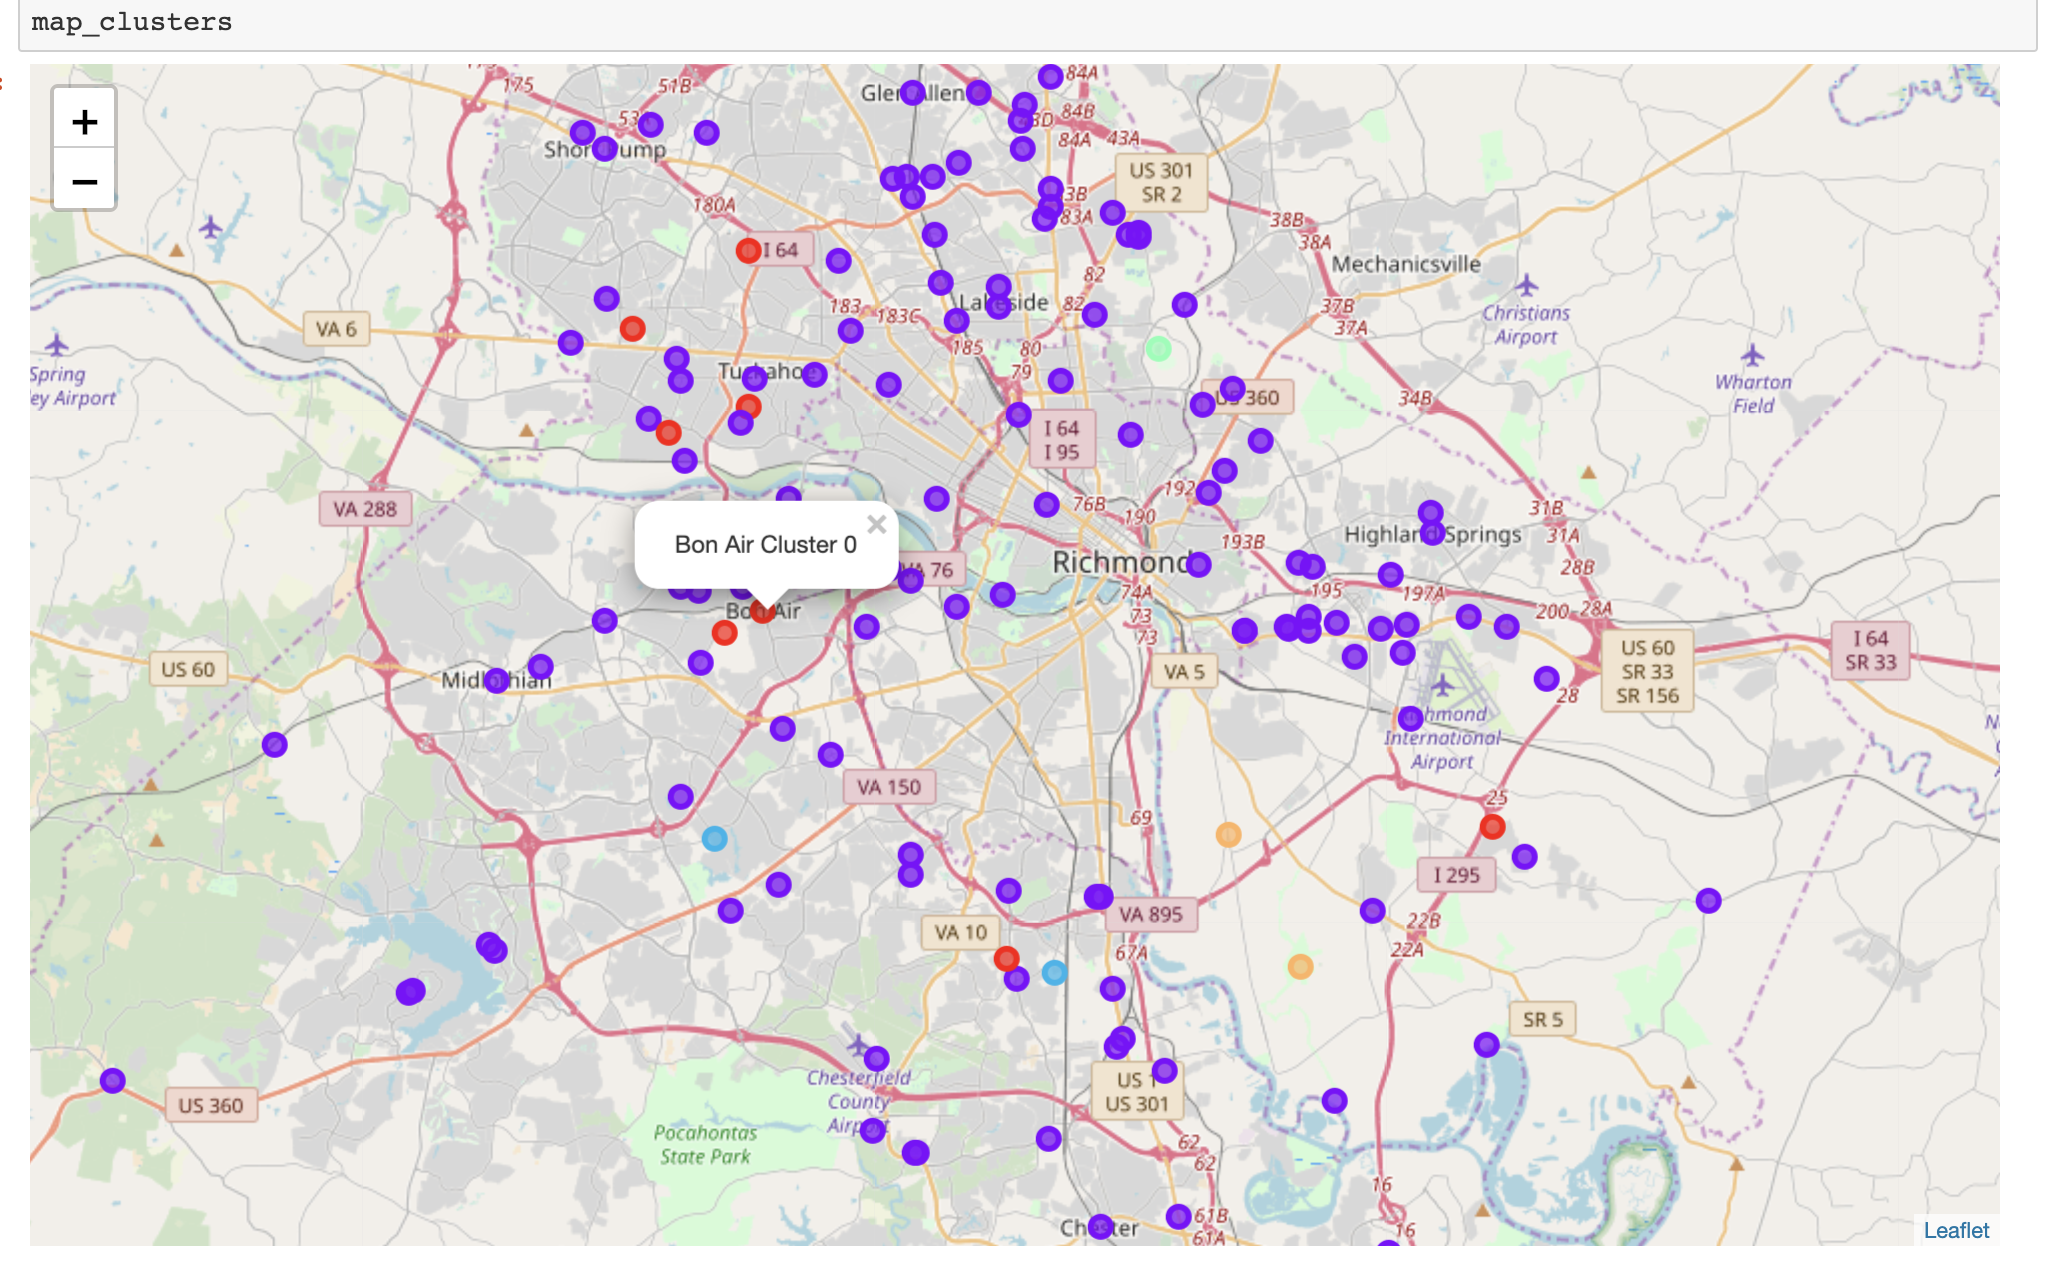 map_clusters
+
−
175
51B
84A
Glen Allen
84B
43A
84A
US 301
SR 2
180A
83A
38B
38A
I 64
Mechanicsville
82
183
183C
Lakeside
82
37B
37A
Christians
Airport
VA 6
185
80
79
Tuckahoe
Spring
ey Airport
Wharton
Field
US 360
34B
I 64
I 95
VA 288
76B
192
190
31B
31A
Highland Springs
193B
Bon Air Cluster 0
×
VA 76
Richmond
28B
Bon Air
74A
73
73
195
197A
200
28A
US 60
Midlothian
VA 5
US 60
SR 33
SR 156
I 64
SR 33
28
International
Airport
VA 150
25
69
I 295
VA 895
VA 10
67A
22B
22A
SR 5
Chesterfield
County
Airport
US 1
US 301
US 360
Pocahontas
State Park
62
62
16
Chester
61B
61A
16
Leaflet